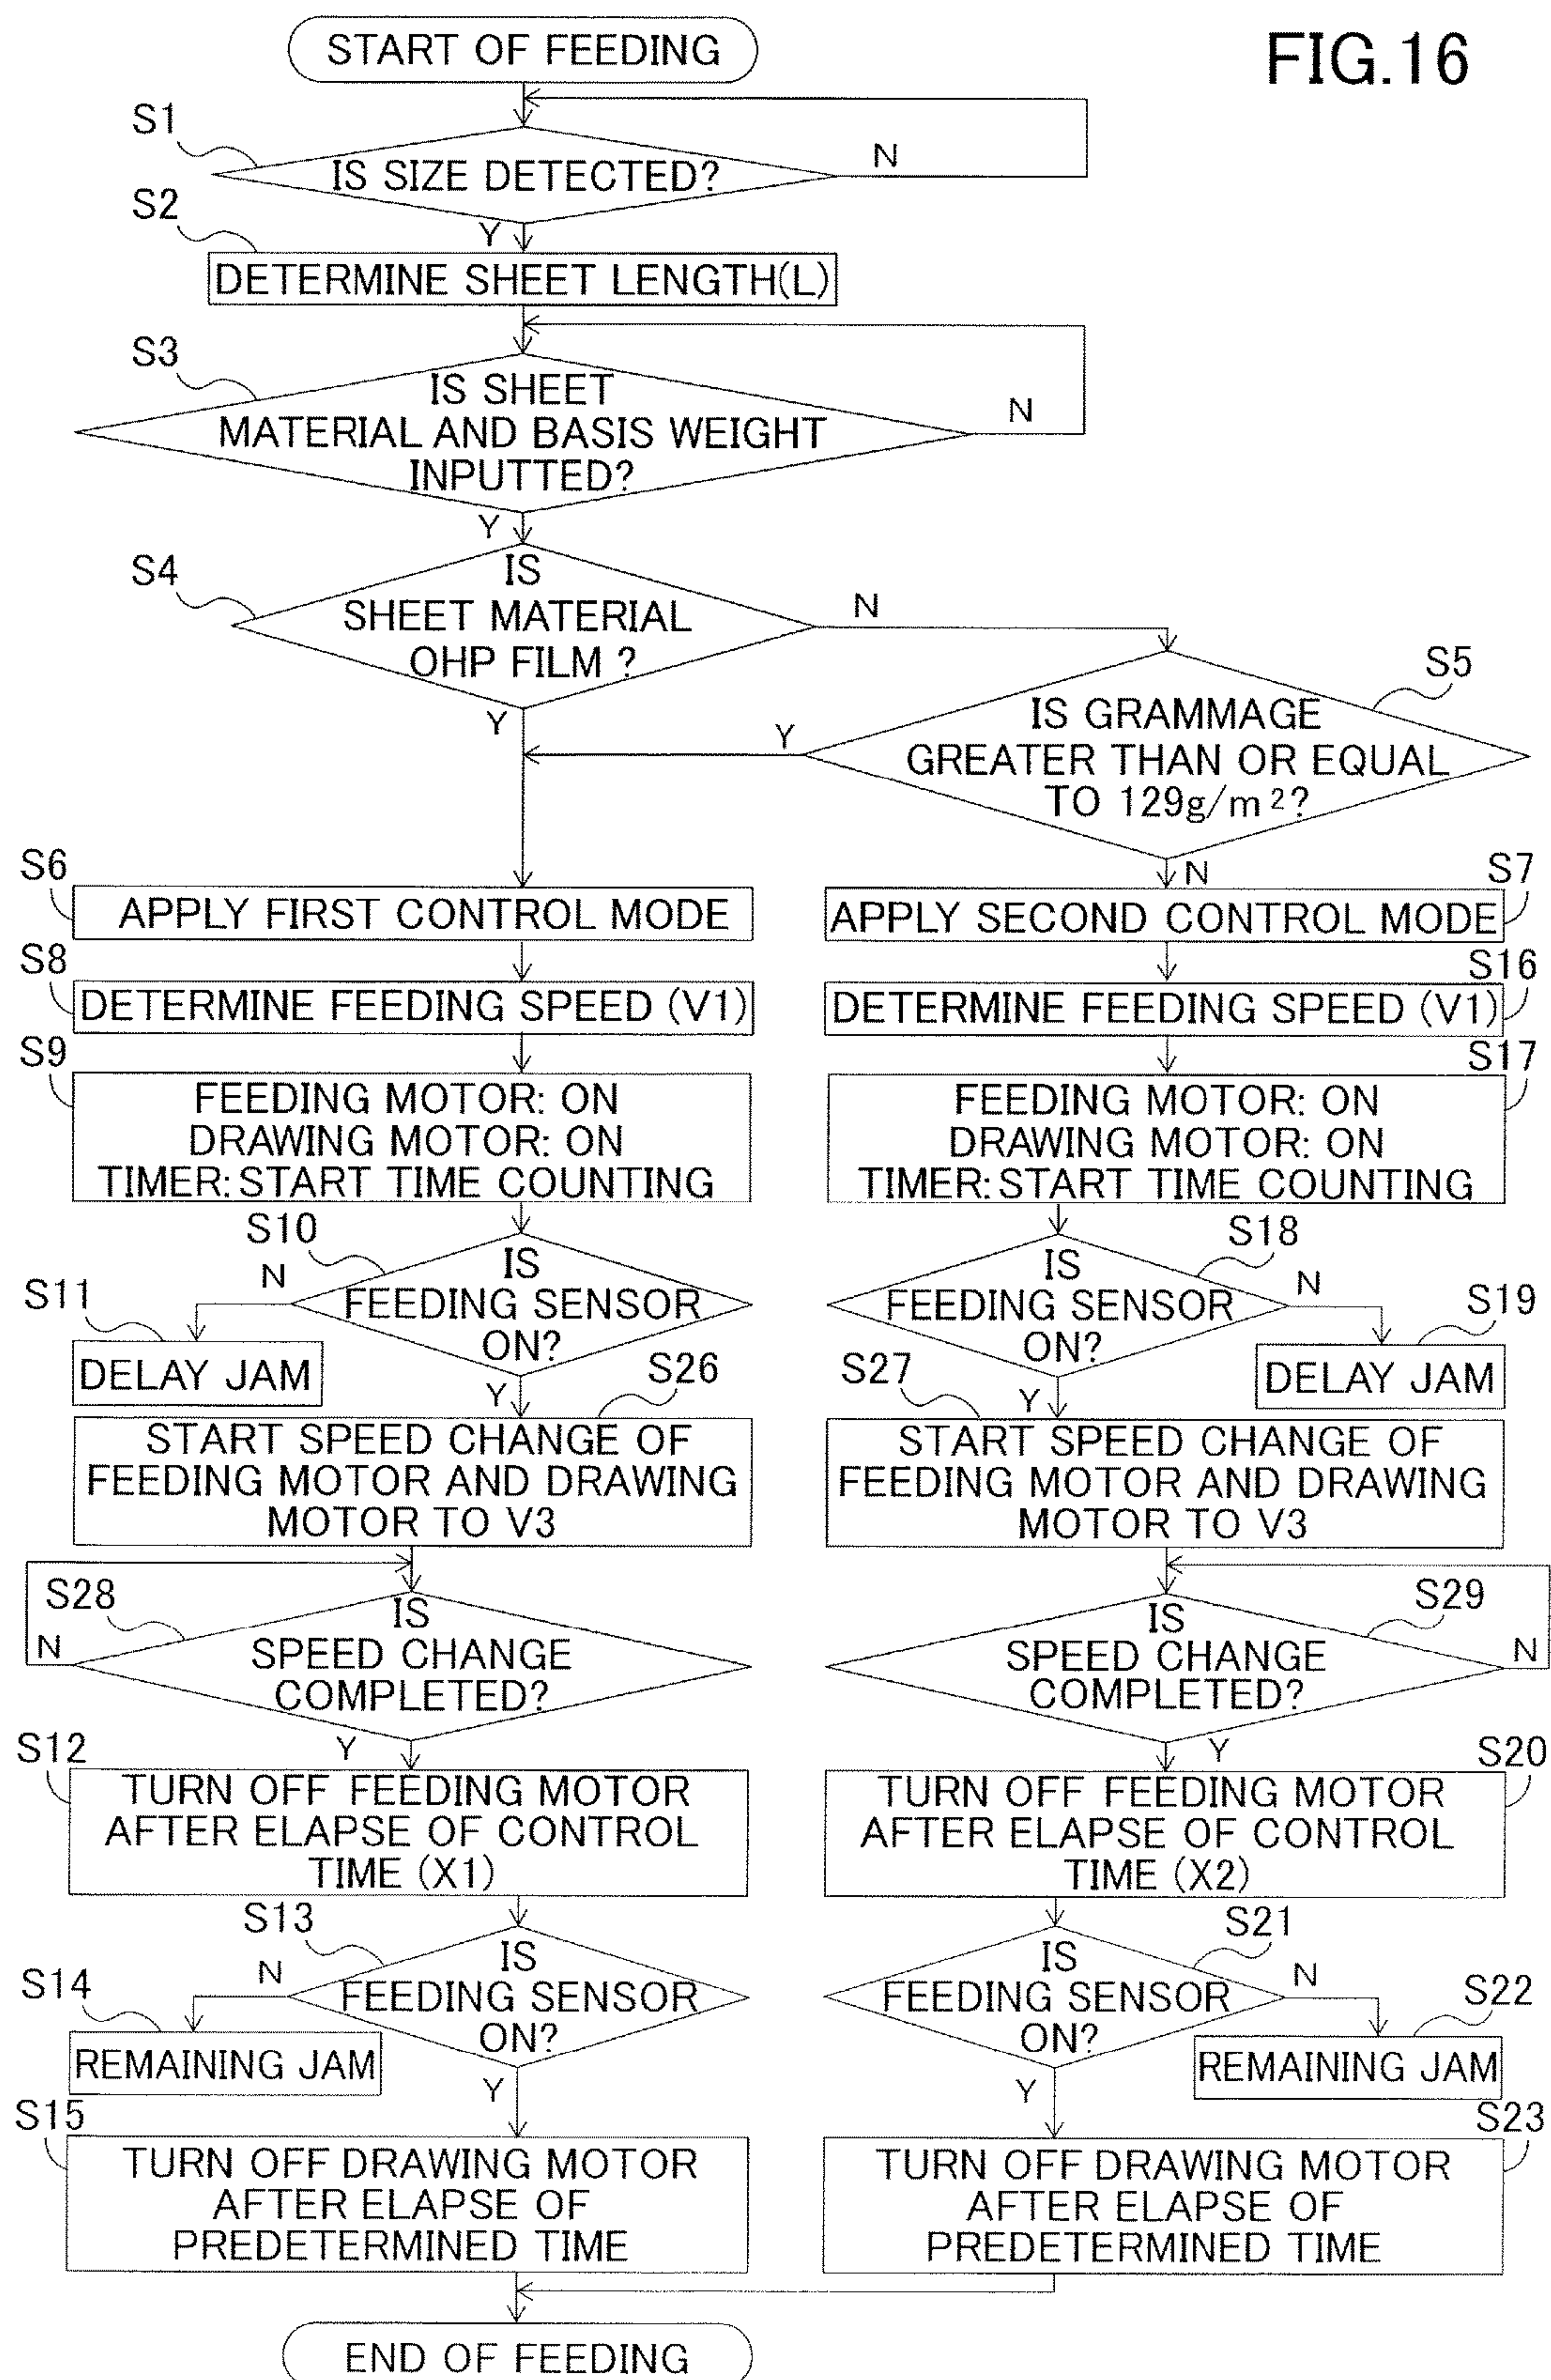 FIG.16
START OF FEEDING
S1
IS SIZE DETECTED?
N
Y
S2
DETERMINE SHEET LENGTH(L)
S3
IS SHEET
MATERIAL AND BASIS WEIGHT
INPUTTED?
N
Y
S4
IS
SHEET MATERIAL
OHP FILM ?
N
Y
S5
IS GRAMMAGE
GREATER THAN OR EQUAL
TO 129g/m²?
Y
N
S6
APPLY FIRST CONTROL MODE
S7
APPLY SECOND CONTROL MODE
S8
DETERMINE FEEDING SPEED (V1)
S16
DETERMINE FEEDING SPEED (V1)
S9
FEEDING MOTOR: ON
DRAWING MOTOR: ON
TIMER: START TIME COUNTING
S17
FEEDING MOTOR: ON
DRAWING MOTOR: ON
TIMER: START TIME COUNTING
S10
IS
FEEDING SENSOR
ON?
N
Y
S11
DELAY JAM
S18
IS
FEEDING SENSOR
ON?
N
Y
S19
DELAY JAM
S26
START SPEED CHANGE OF
FEEDING MOTOR AND DRAWING
MOTOR TO V3
S27
START SPEED CHANGE OF
FEEDING MOTOR AND DRAWING
MOTOR TO V3
S28
IS
SPEED CHANGE
COMPLETED?
N
Y
S29
IS
SPEED CHANGE
COMPLETED?
N
Y
S12
TURN OFF FEEDING MOTOR
AFTER ELAPSE OF CONTROL
TIME (X1)
S20
TURN OFF FEEDING MOTOR
AFTER ELAPSE OF CONTROL
TIME (X2)
S13
IS
FEEDING SENSOR
ON?
N
Y
S14
REMAINING JAM
S21
IS
FEEDING SENSOR
ON?
N
Y
S22
REMAINING JAM
S15
TURN OFF DRAWING MOTOR
AFTER ELAPSE OF
PREDETERMINED TIME
S23
TURN OFF DRAWING MOTOR
AFTER ELAPSE OF
PREDETERMINED TIME
END OF FEEDING